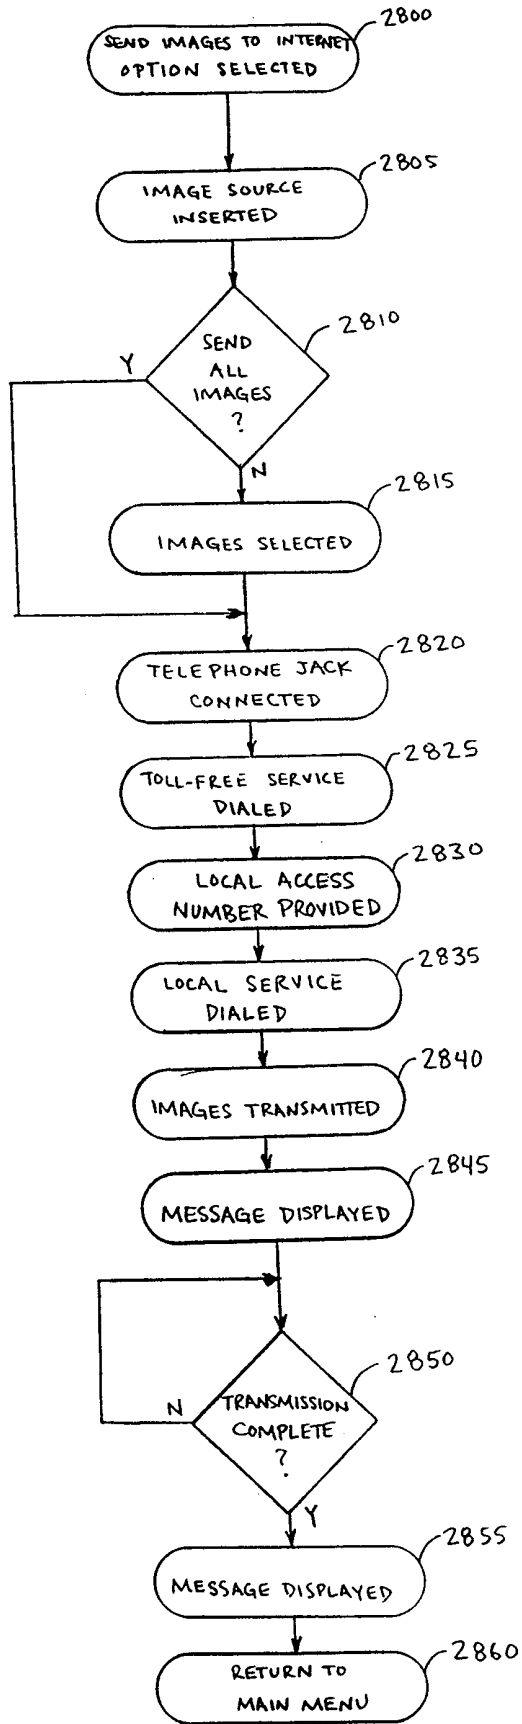 2800
SEND IMAGES TO INTERNET
OPTION SELECTED
2805
IMAGE SOURCE
INSERTED
2810
SEND
ALL
IMAGES
?
Y
N
2815
IMAGES SELECTED
2820
TELEPHONE JACK
CONNECTED
2825
TOLL-FREE SERVICE
DIALED
2830
LOCAL ACCESS
NUMBER PROVIDED
2835
LOCAL SERVICE
DIALED
2840
IMAGES TRANSMITTED
2845
MESSAGE DISPLAYED
2850
TRANSMISSION
COMPLETE
?
N
Y
2855
MESSAGE DISPLAYED
2860
RETURN TO
MAIN MENU